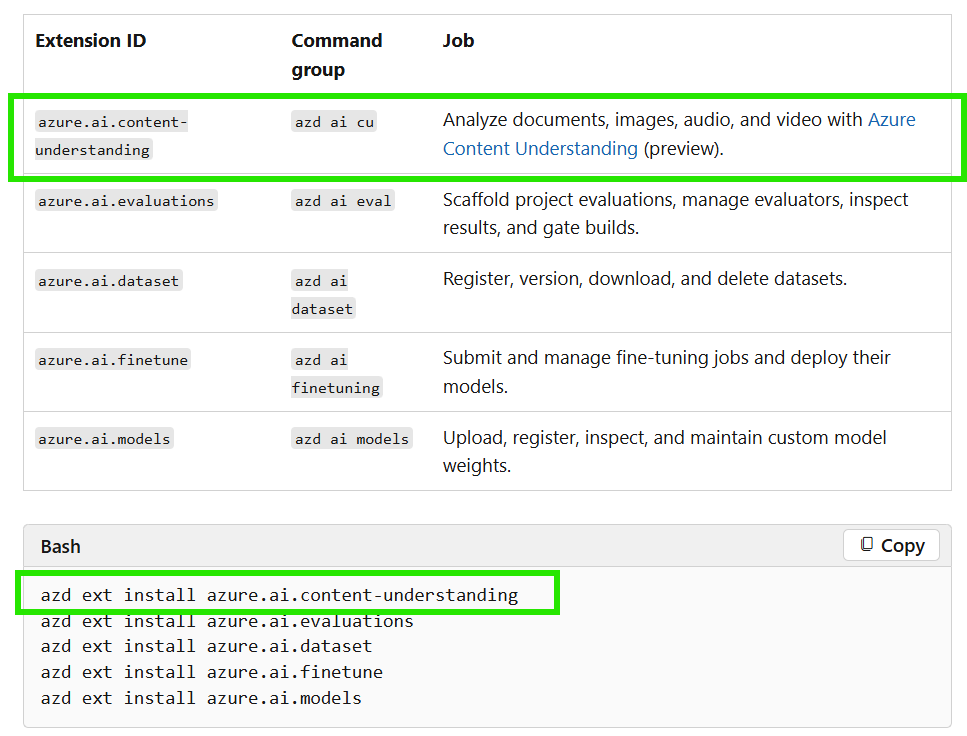 Extension ID Command group Job
azure.ai.content-understanding azd ai cu Analyze documents, images, audio, and video with Azure Content Understanding (preview).
azure.ai.evaluations azd ai eval Scaffold project evaluations, manage evaluators, inspect results, and gate builds.
azure.ai.dataset azd ai dataset Register, version, download, and delete datasets.
azure.ai.finetune azd ai finetuning Submit and manage fine-tuning jobs and deploy their models.
azure.ai.models azd ai models Upload, register, inspect, and maintain custom model weights.
Bash Copy
azd ext install azure.ai.content-understanding
azd ext install azure.ai.evaluations
azd ext install azure.ai.dataset
azd ext install azure.ai.finetune
azd ext install azure.ai.models